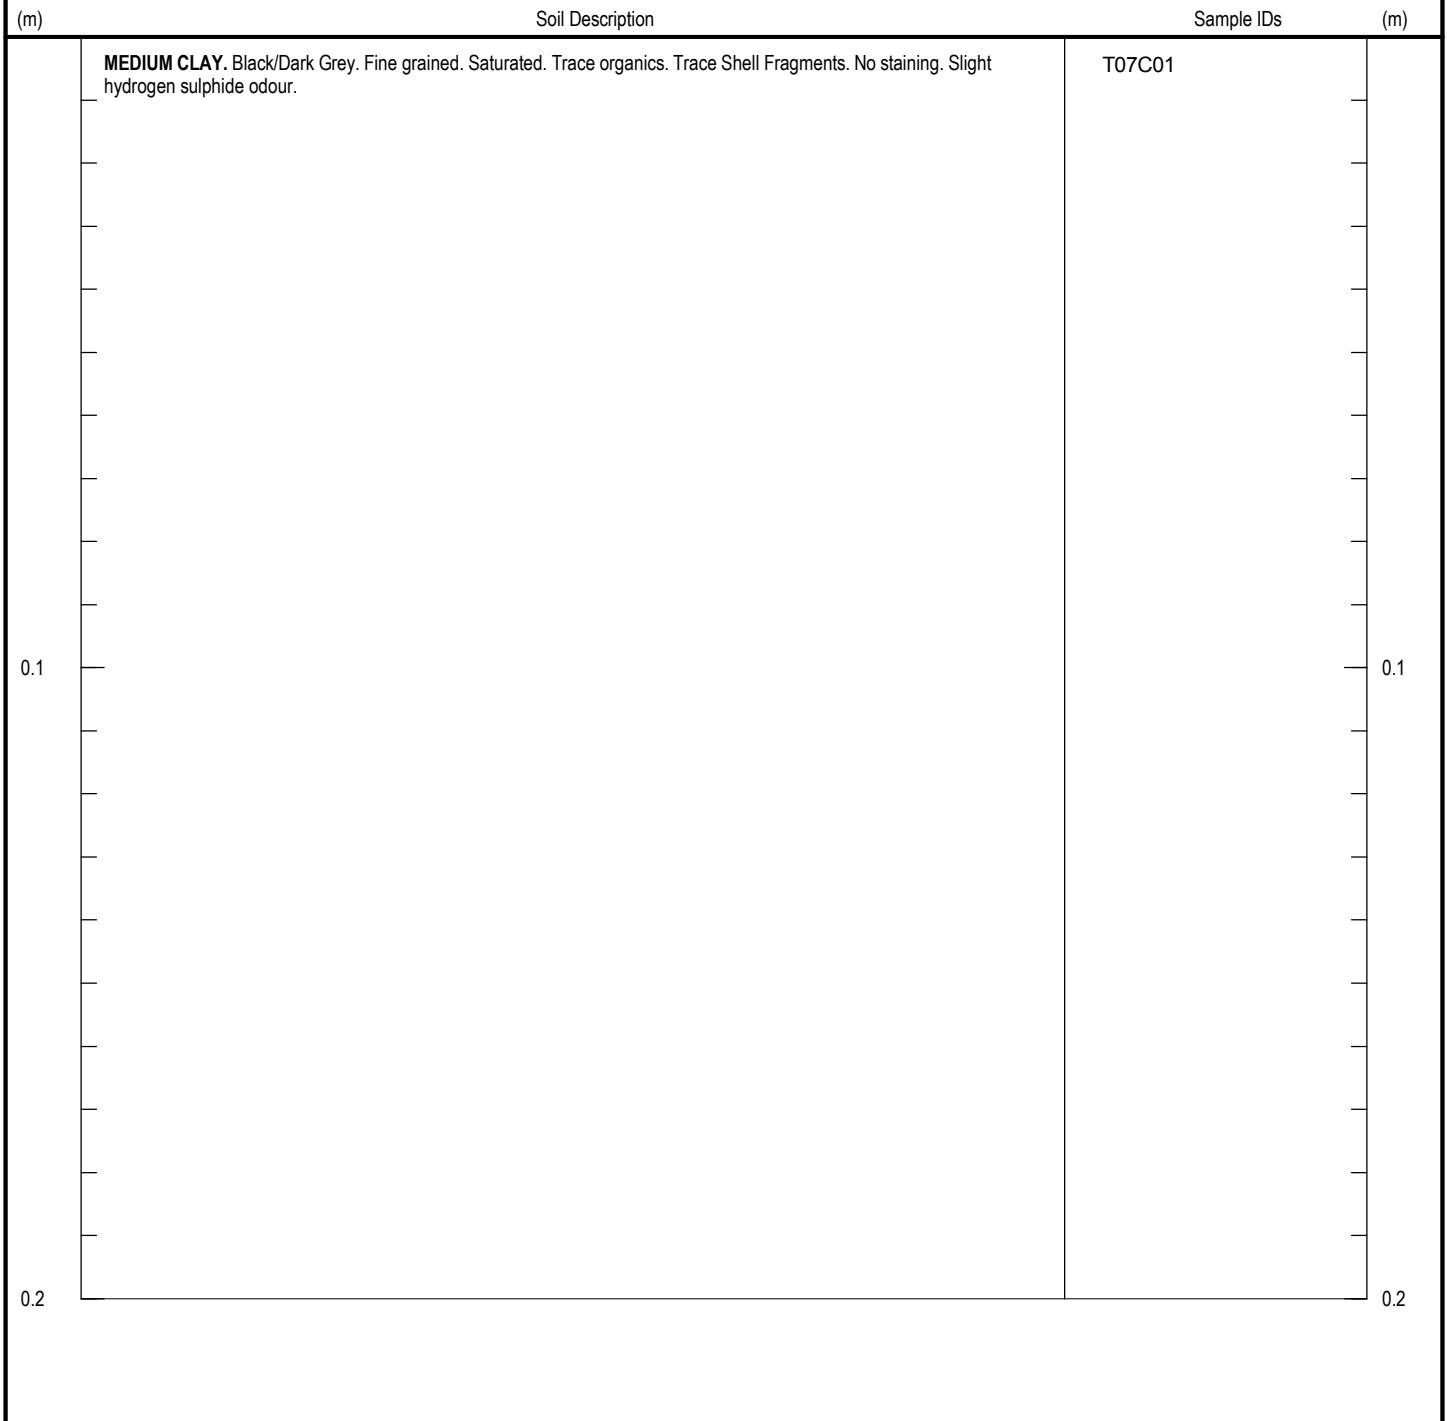 (m) Soil Description Sample IDs (m)
MEDIUM CLAY. Black/Dark Grey. Fine grained. Saturated. Trace organics. Trace Shell Fragments. No staining. Slight
hydrogen sulphide odour.
T07C01
0.1 0.1
0.2 0.2